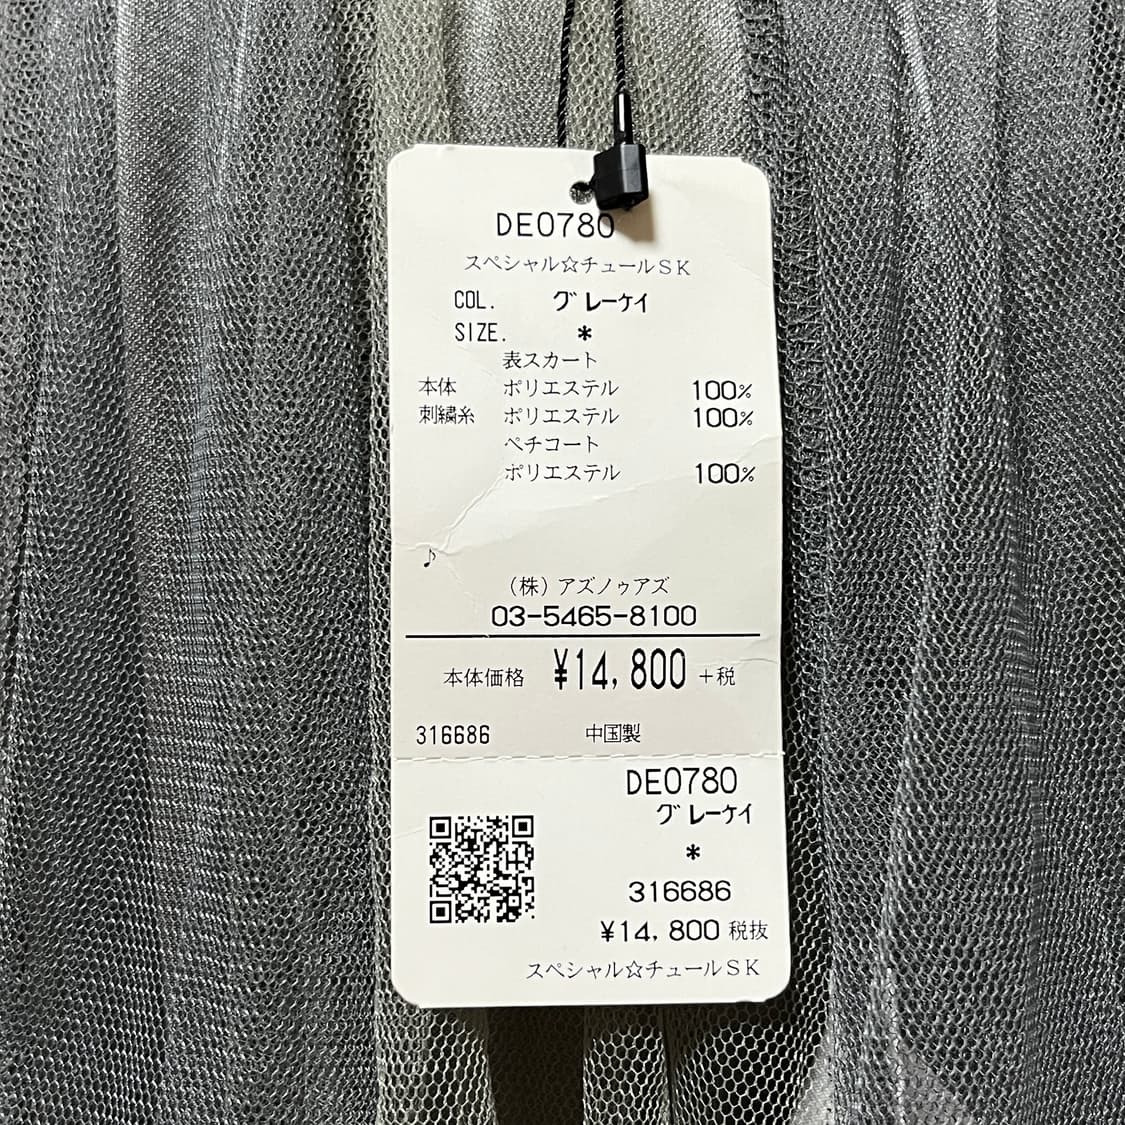 DE0780
スペシャル☆チュールSK
COL. グレーケイ
SIZE. *
表スカート
本体 ポリエステル 100%
刺繍糸 ポリエステル 100%
ペチコート
ポリエステル 100%
♪
(株)アズノゥアズ
03-5465-8100
本体価格 ¥14,800 +税
316686 中国製
DE0780
グレーケイ
*
316686
¥14,800 税抜
スペシャル☆チュールSK